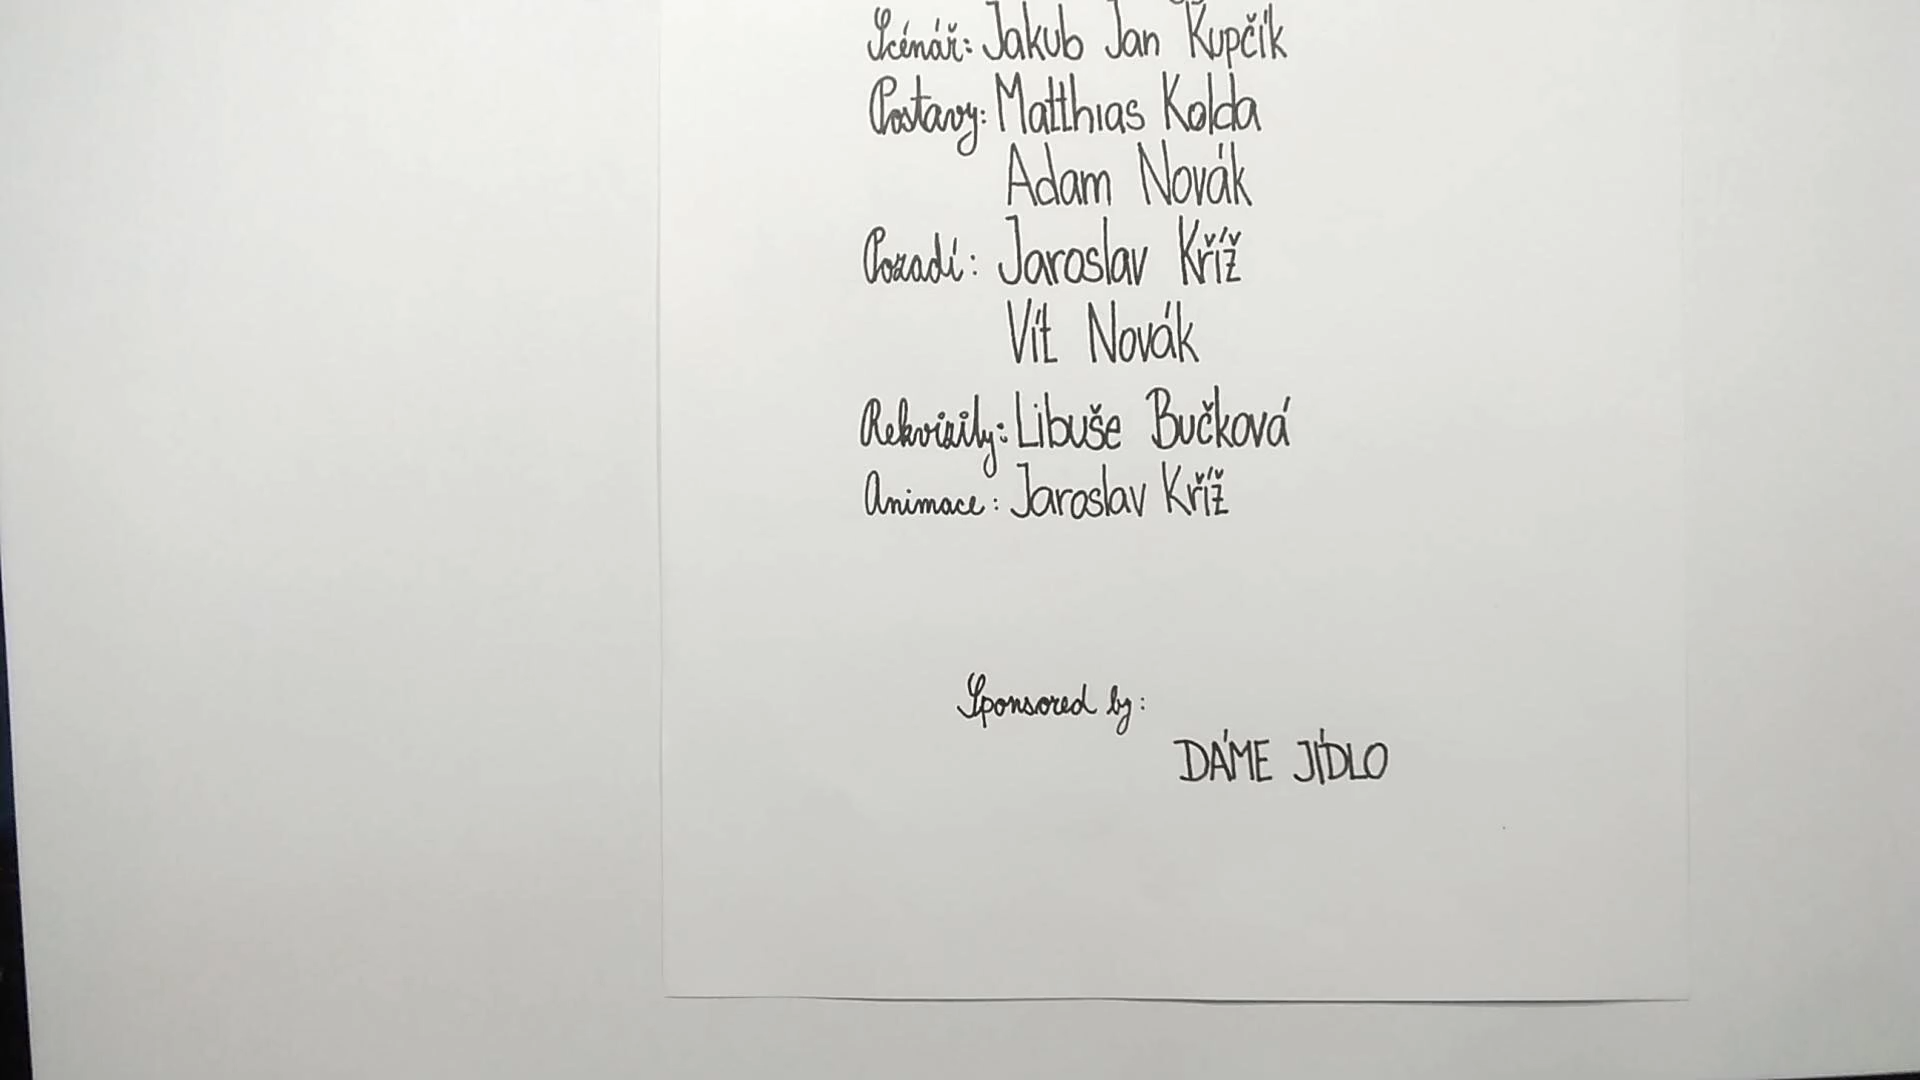 Scénář: Jakub Jan Kupčík
Postavy: Matthias Kolda
Adam Novák
Pozadí: Jaroslav Kříž
Vít Novák
Rekvizity: Libuše Bučková
Animace: Jaroslav Kříž
Sponsored by:
DÁME JÍDLO